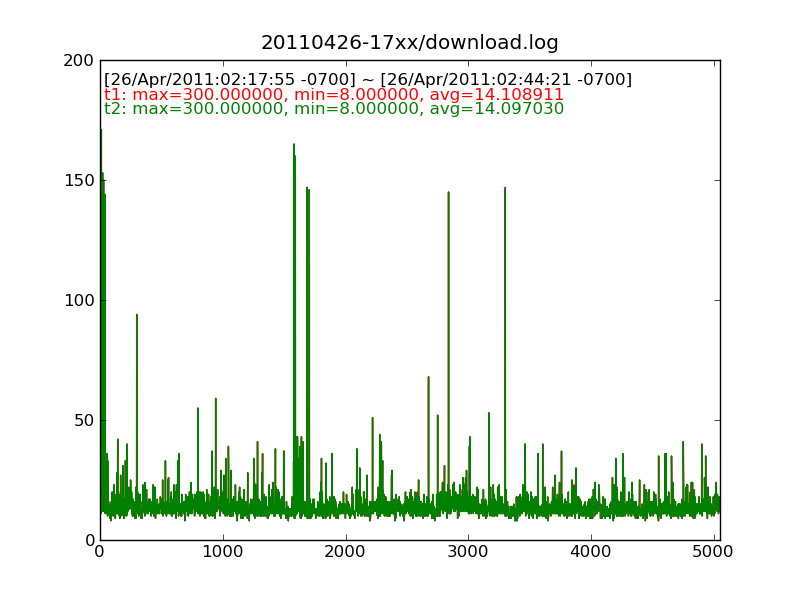 20110426-17xx/download.log
200
[26/Apr/2011:02:17:55 -0700] ~ [26/Apr/2011:02:44:21 -0700]
t1: max=300.000000, min=8.000000, avg=14.108911
t2: max=300.000000, min=8.000000, avg=14.097030
150
100
50
0
0 1000 2000 3000 4000 5000